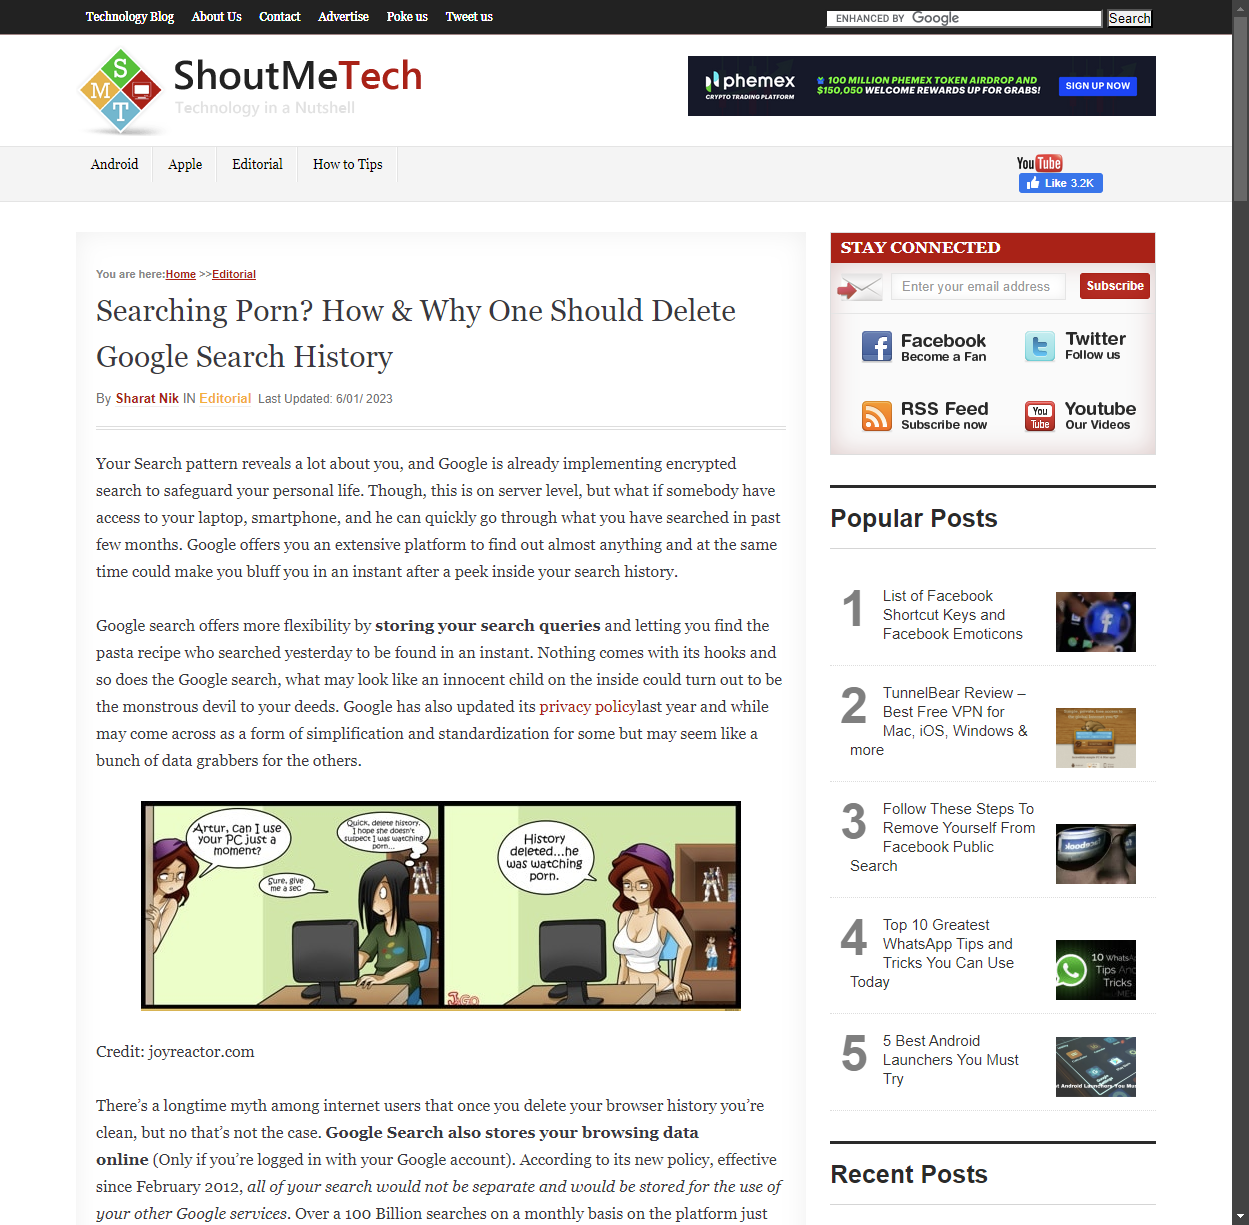 Technology Blog About Us Contact Advertise Poke us Tweet us
ENHANCED BY Google Search
S M T
ShoutMeTech
Technology in a Nutshell
phemex
CRYPTO TRADING PLATFORM
100 MILLION PHEMEX TOKEN AIRDROP AND
$150,050 WELCOME REWARDS UP FOR GRABS!
SIGN UP NOW
Android Apple Editorial How to Tips
YouTube
Like 3.2K
You are here:Home >>Editorial
Searching Porn? How & Why One Should Delete
Google Search History
By Sharat Nik IN Editorial Last Updated: 6/01/ 2023
Your Search pattern reveals a lot about you, and Google is already implementing encrypted
search to safeguard your personal life. Though, this is on server level, but what if somebody have
access to your laptop, smartphone, and he can quickly go through what you have searched in past
few months. Google offers you an extensive platform to find out almost anything and at the same
time could make you bluff you in an instant after a peek inside your search history.
Google search offers more flexibility by storing your search queries and letting you find the
pasta recipe who searched yesterday to be found in an instant. Nothing comes with its hooks and
so does the Google search, what may look like an innocent child on the inside could turn out to be
the monstrous devil to your deeds. Google has also updated its privacy policylast year and while
may come across as a form of simplification and standardization for some but may seem like a
bunch of data grabbers for the others.
Artur, can I use
your PC just a
moment?
Sure, give
me a sec
Quick, delete history.
I hope she doesn't
suspect I was watching
porn...
History
deleted...he
was watching
porn.
JAGO
Credit: joyreactor.com
There's a longtime myth among internet users that once you delete your browser history you're
clean, but no that's not the case. Google Search also stores your browsing data
online (Only if you're logged in with your Google account). According to its new policy, effective
since February 2012, all of your search would not be separate and would be stored for the use of
your other Google services. Over a 100 Billion searches on a monthly basis on the platform just
STAY CONNECTED
Enter your email address Subscribe
Facebook
Become a Fan
Twitter
Follow us
RSS Feed
Subscribe now
You
Tube
Youtube
Our Videos
Popular Posts
1 List of Facebook
Shortcut Keys and
Facebook Emoticons
2 TunnelBear Review –
Best Free VPN for
Mac, iOS, Windows &
more
3 Follow These Steps To
Remove Yourself From
Facebook Public
Search
4 Top 10 Greatest
WhatsApp Tips and
Tricks You Can Use
Today
10 WhatsA
Tips And
Tricks
5 5 Best Android
Launchers You Must
Try
t Android Launchers You Mus
Recent Posts